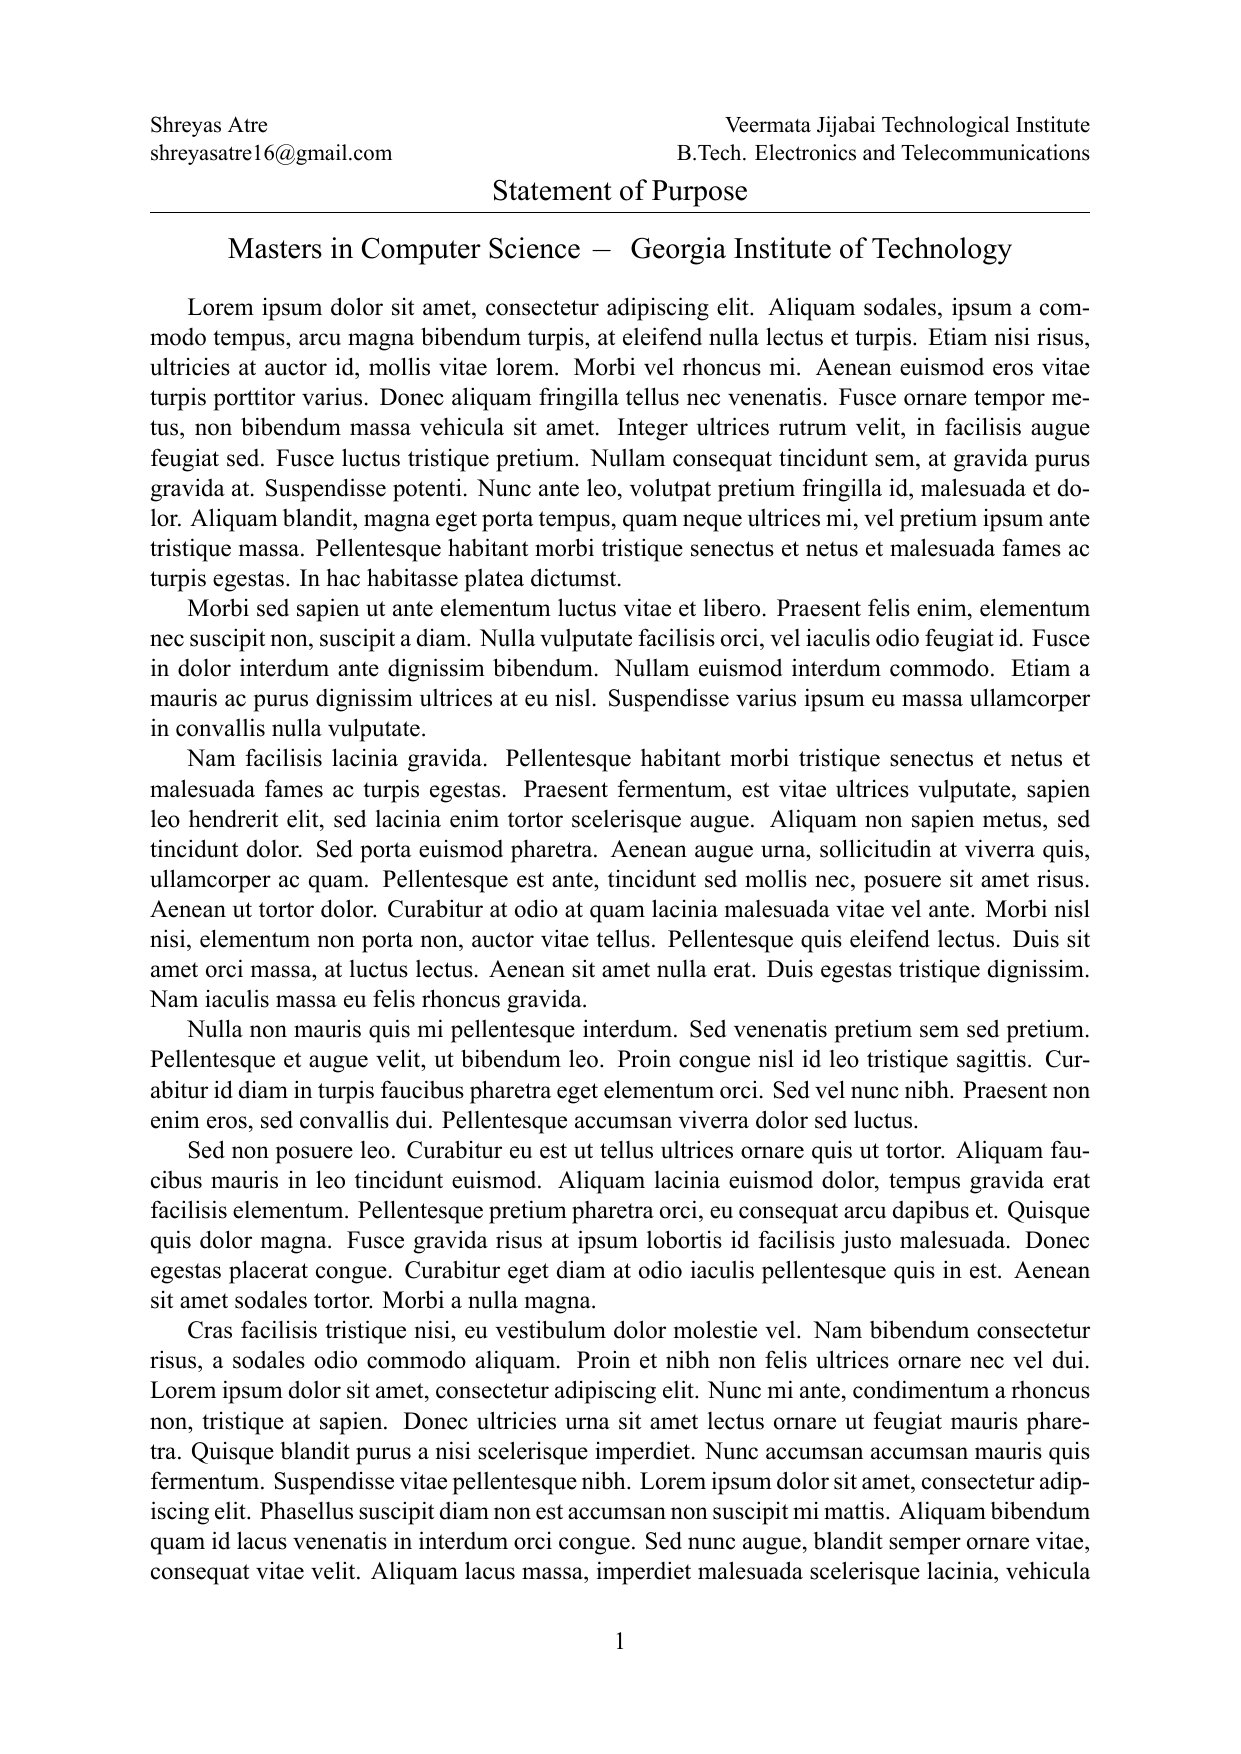 Shreyas Atre
Veermata Jijabai Technological Institute
shreyasatre16@gmail.com
B.Tech. Electronics and Telecommunications
Statement of Purpose
Masters in Computer Science – Georgia Institute of Technology
Lorem ipsum dolor sit amet, consectetur adipiscing elit. Aliquam sodales, ipsum a com-
modo tempus, arcu magna bibendum turpis, at eleifend nulla lectus et turpis. Etiam nisi risus,
ultricies at auctor id, mollis vitae lorem. Morbi vel rhoncus mi. Aenean euismod eros vitae
turpis porttitor varius. Donec aliquam fringilla tellus nec venenatis. Fusce ornare tempor me-
tus, non bibendum massa vehicula sit amet. Integer ultrices rutrum velit, in facilisis augue
feugiat sed. Fusce luctus tristique pretium. Nullam consequat tincidunt sem, at gravida purus
gravida at. Suspendisse potenti. Nunc ante leo, volutpat pretium fringilla id, malesuada et do-
lor. Aliquam blandit, magna eget porta tempus, quam neque ultrices mi, vel pretium ipsum ante
tristique massa. Pellentesque habitant morbi tristique senectus et netus et malesuada fames ac
turpis egestas. In hac habitasse platea dictumst.
Morbi sed sapien ut ante elementum luctus vitae et libero. Praesent felis enim, elementum
nec suscipit non, suscipit a diam. Nulla vulputate facilisis orci, vel iaculis odio feugiat id. Fusce
in dolor interdum ante dignissim bibendum. Nullam euismod interdum commodo. Etiam a
mauris ac purus dignissim ultrices at eu nisl. Suspendisse varius ipsum eu massa ullamcorper
in convallis nulla vulputate.
Nam facilisis lacinia gravida. Pellentesque habitant morbi tristique senectus et netus et
malesuada fames ac turpis egestas. Praesent fermentum, est vitae ultrices vulputate, sapien
leo hendrerit elit, sed lacinia enim tortor scelerisque augue. Aliquam non sapien metus, sed
tincidunt dolor. Sed porta euismod pharetra. Aenean augue urna, sollicitudin at viverra quis,
ullamcorper ac quam. Pellentesque est ante, tincidunt sed mollis nec, posuere sit amet risus.
Aenean ut tortor dolor. Curabitur at odio at quam lacinia malesuada vitae vel ante. Morbi nisl
nisi, elementum non porta non, auctor vitae tellus. Pellentesque quis eleifend lectus. Duis sit
amet orci massa, at luctus lectus. Aenean sit amet nulla erat. Duis egestas tristique dignissim.
Nam iaculis massa eu felis rhoncus gravida.
Nulla non mauris quis mi pellentesque interdum. Sed venenatis pretium sem sed pretium.
Pellentesque et augue velit, ut bibendum leo. Proin congue nisl id leo tristique sagittis. Cur-
abitur id diam in turpis faucibus pharetra eget elementum orci. Sed vel nunc nibh. Praesent non
enim eros, sed convallis dui. Pellentesque accumsan viverra dolor sed luctus.
Sed non posuere leo. Curabitur eu est ut tellus ultrices ornare quis ut tortor. Aliquam fau-
cibus mauris in leo tincidunt euismod. Aliquam lacinia euismod dolor, tempus gravida erat
facilisis elementum. Pellentesque pretium pharetra orci, eu consequat arcu dapibus et. Quisque
quis dolor magna. Fusce gravida risus at ipsum lobortis id facilisis justo malesuada. Donec
egestas placerat congue. Curabitur eget diam at odio iaculis pellentesque quis in est. Aenean
sit amet sodales tortor. Morbi a nulla magna.
Cras facilisis tristique nisi, eu vestibulum dolor molestie vel. Nam bibendum consectetur
risus, a sodales odio commodo aliquam. Proin et nibh non felis ultrices ornare nec vel dui.
Lorem ipsum dolor sit amet, consectetur adipiscing elit. Nunc mi ante, condimentum a rhoncus
non, tristique at sapien. Donec ultricies urna sit amet lectus ornare ut feugiat mauris phare-
tra. Quisque blandit purus a nisi scelerisque imperdiet. Nunc accumsan accumsan mauris quis
fermentum. Suspendisse vitae pellentesque nibh. Lorem ipsum dolor sit amet, consectetur adip-
iscing elit. Phasellus suscipit diam non est accumsan non suscipit mi mattis. Aliquam bibendum
quam id lacus venenatis in interdum orci congue. Sed nunc augue, blandit semper ornare vitae,
consequat vitae velit. Aliquam lacus massa, imperdiet malesuada scelerisque lacinia, vehicula
1